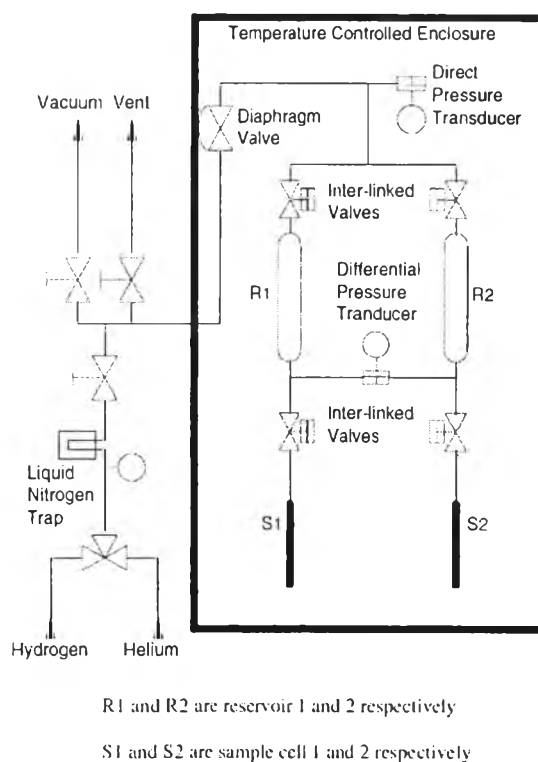 Temperature Controlled Enclosure
Vacuum Vent
Diaphragm
Valve
Direct
Pressure
Transducer
Inter-linked
Valves
R1
Differential
Pressure
Tranducer
R2
Inter-linked
Valves
Liquid
Nitrogen
Trap
S1
S2
Hydrogen
Helium
R1 and R2 are reservoir 1 and 2 respectively
S1 and S2 are sample cell 1 and 2 respectively